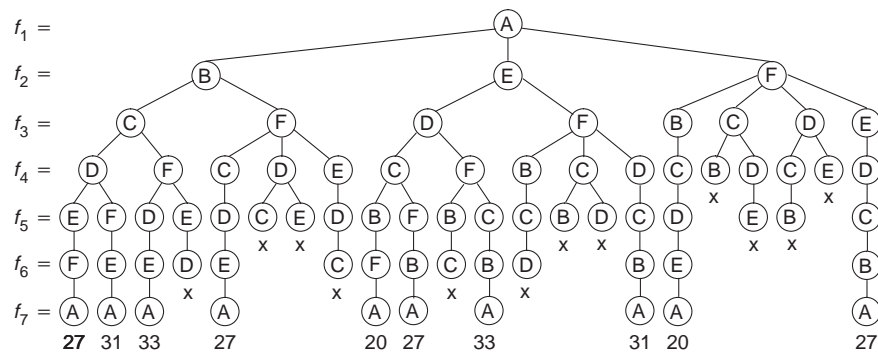 f1 = A
f2 = B E F
f3 = C F D F B C D E
f4 = D F C D E C F B C D C B D C E D
x x
f5 = E F D E D C E D B F B C C B D C D E B C
x x x x x x
f6 = F E E D E C F B C B D B E B
x x x x
f7 = A A A A A A A A A A
27 31 33 27 20 27 33 31 20 27